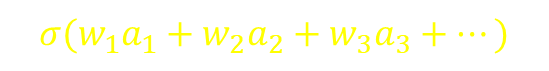 σ(w₁a₁ + w₂a₂ + w₃a₃ + ⋯)